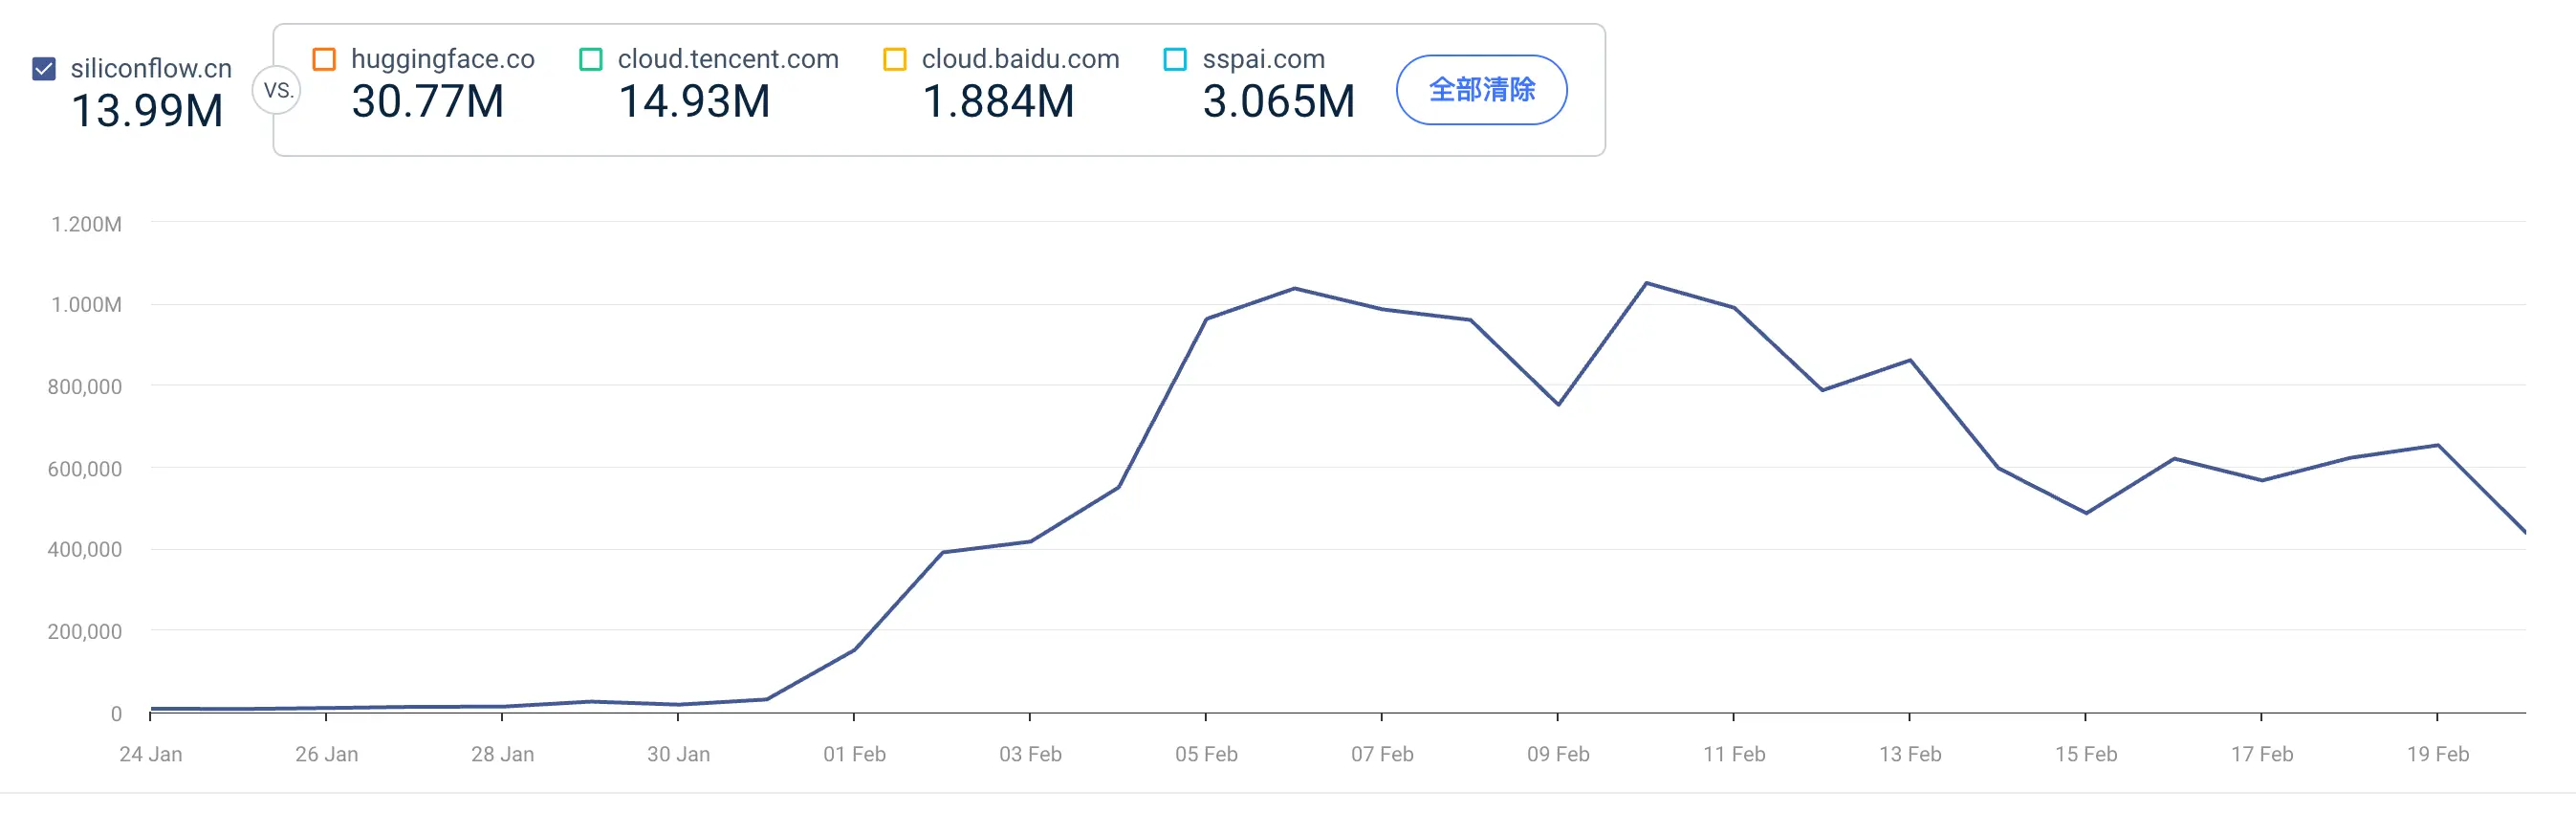 siliconflow.cn
13.99M
VS.
huggingface.co
30.77M
cloud.tencent.com
14.93M
cloud.baidu.com
1.884M
sspai.com
3.065M
全部清除
1.200M
1.000M
800,000
600,000
400,000
200,000
0
24 Jan
26 Jan
28 Jan
30 Jan
01 Feb
03 Feb
05 Feb
07 Feb
09 Feb
11 Feb
13 Feb
15 Feb
17 Feb
19 Feb